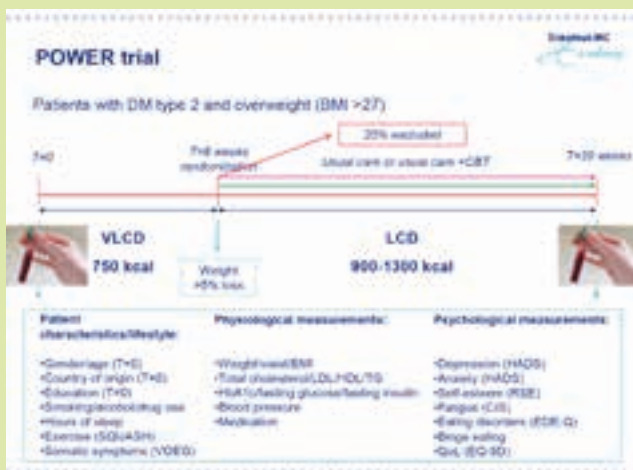 Erasmus MC
POWER trial
Patients with DM type 2 and overweight (BMI >27)
25% excluded
T=0
T=8 weeks
randomization
Usual care or usual care +CBT
weeks
VLCD
LCD
750 kcal
Weight
>5% loss
900-1300 kcal
Patient
characteristics/lifestyle:
•Gender/age (T=0)
•Country of origin (T=0)
•Education (T=0)
•Smoking/alcohol/drug use
•Hours of sleep
•Exercise (SQUASH)
•Somatic symptoms
Physiological measurements:
•Weight/waist/BMI
•Total cholesterol/LDL/HDL/TG
•HbA1c/fasting glucose/fasting insulin
•Blood pressure
•Medication
Psychological measurements:
•Depression (HADS)
•Anxiety (HADS)
•Self-esteem (RSE)
•Fatigue (CIS)
•Eating disorders (EDE-Q)
•Binge eating
•QoL (EQ-5D)